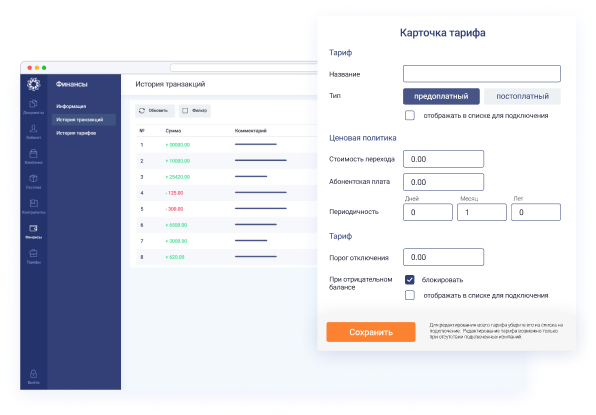 Карточка тарифа
Тариф
Название
Тип
предоплатный
постоплатный
отображать в списке для подключения
Ценовая политика
Стоимость перехода
0.00
Абонентская плата
0.00
Дней
Месяц
Лет
Периодичность
0
1
0
Тариф
Порог отключения
0.00
При отрицательном
балансе
блокировать
отображать в списке для подключения
Сохранить
Для редактирования этого тарифа уберите его из списка на
подключение. Редактирование тарифа возможно только
при отсутствии подключенных компаний.
Финансы
Информация
История транзакций
История тарифов
История транзакций
Обновить
Фильтр
№
Сумма
Комментарий
1
+ 50000.00
2
+ 10000.00
3
+ 25420.00
4
- 125.00
5
- 300.00
6
+ 6500.00
7
+ 2000.00
8
+ 620.00
Документы
Кабинет
Система
Контрагенты
Финансы
Тарифы
Выйти